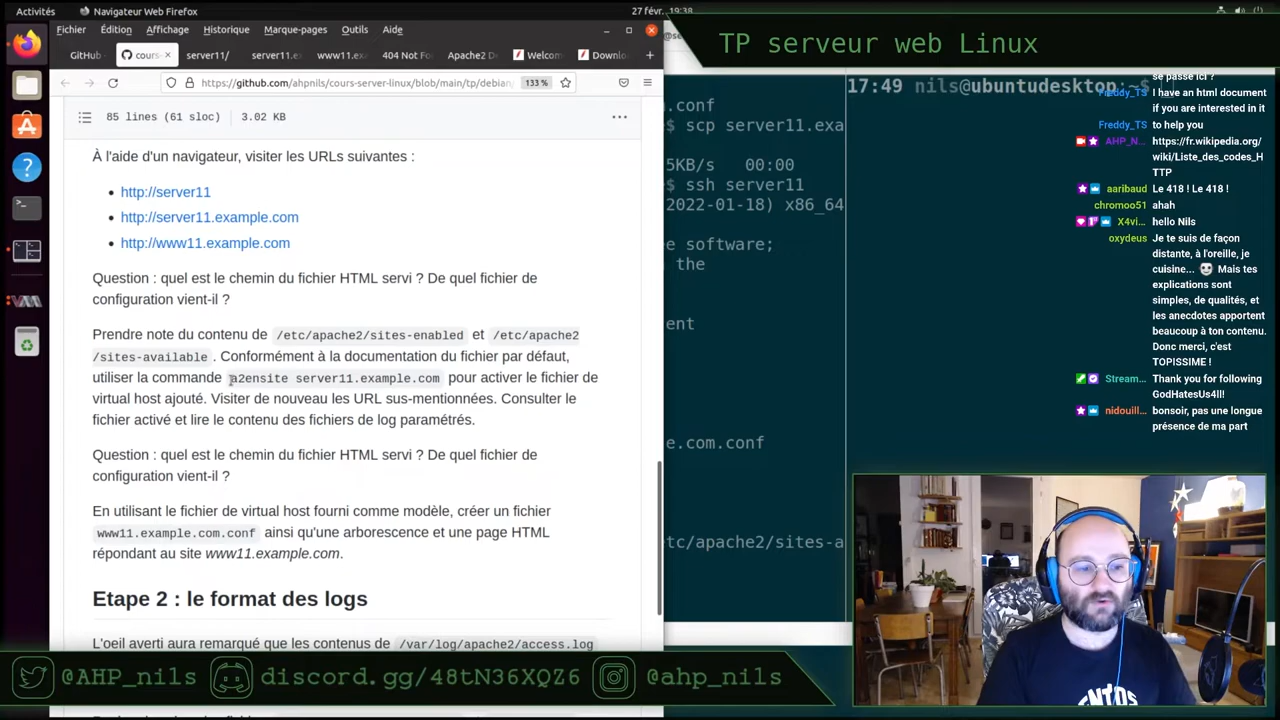 Activités
Navigateur Web Firefox
27 févr. 19:38
Fichier Édition Affichage Historique Marque-pages Outils Aide
GitHub cours- server11/ server11.ex www11.ex 404 Not Fo Apache2 D Welcom Downlo
https://github.com/ahpnils/cours-server-linux/blob/main/tp/debian 133 %
85 lines (61 sloc) 3.02 KB
À l'aide d'un navigateur, visiter les URLs suivantes :
• http://server11
• http://server11.example.com
• http://www11.example.com
Question : quel est le chemin du fichier HTML servi ? De quel fichier de
configuration vient-il ?
Prendre note du contenu de /etc/apache2/sites-enabled et /etc/apache2
/sites-available . Conformément à la documentation du fichier par défaut,
utiliser la commande a2ensite server11.example.com pour activer le fichier de
virtual host ajouté. Visiter de nouveau les URL sus-mentionnées. Consulter le
fichier activé et lire le contenu des fichiers de log paramétrés.
Question : quel est le chemin du fichier HTML servi ? De quel fichier de
configuration vient-il ?
En utilisant le fichier de virtual host fourni comme modèle, créer un fichier
www11.example.com.conf ainsi qu'une arborescence et une page HTML
répondant au site www11.example.com.
Etape 2 : le format des logs
L'oeil averti aura remarqué que les contenus de /var/log/apache2/access.log
TP serveur web Linux
.conf
$ scp server11.exa
5KB/s 00:00
$ ssh server11
2022-01-18) x86_64
e software;
the
ent
e.com.conf
etc/apache2/sites-a
17:49 nils@ubuntudesktop:~$
se passe ici ?
Freddy_TS I have an html document
if you are interested in it
Freddy_TS to help you
AHP_N... https://fr.wikipedia.org/
wiki/Liste_des_codes_H
TTP
aaribaud Le 418 ! Le 418 !
chromoo51 ahah
X4vi... hello Nils
oxydeus Je te suis de façon
distante, à l'oreille, je
cuisine... Mais tes
explications sont
simples, de qualités, et
les anecdotes apportent
beaucoup à ton contenu.
Donc merci, c'est
TOPISSIME !
Stream... Thank you for following
GodHatesUs4ll!
nidouill... bonsoir, pas une longue
présence de ma part
@AHP_nils discord.gg/48tN36XQZ6 @ahp_nils